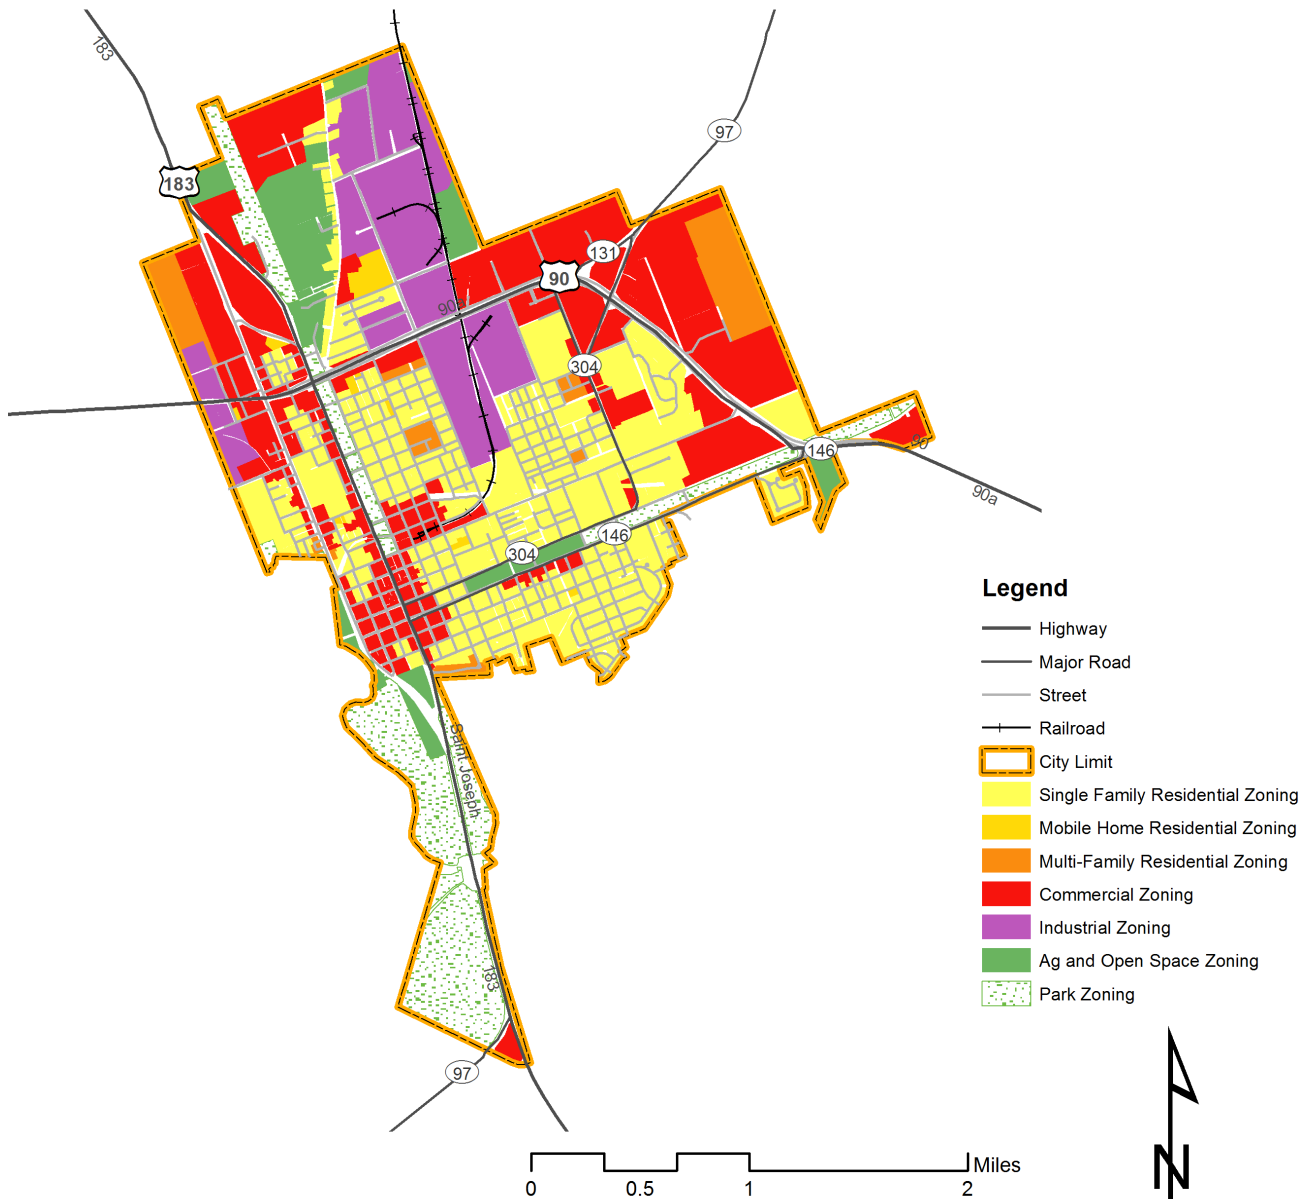 183
97
183
131
90
90a
304
146
90
90a
304
146
Saint Joseph
183
97
Legend
Highway
Major Road
Street
Railroad
City Limit
Single Family Residential Zoning
Mobile Home Residential Zoning
Multi-Family Residential Zoning
Commercial Zoning
Industrial Zoning
Ag and Open Space Zoning
Park Zoning
N
Miles
0 0.5 1 2